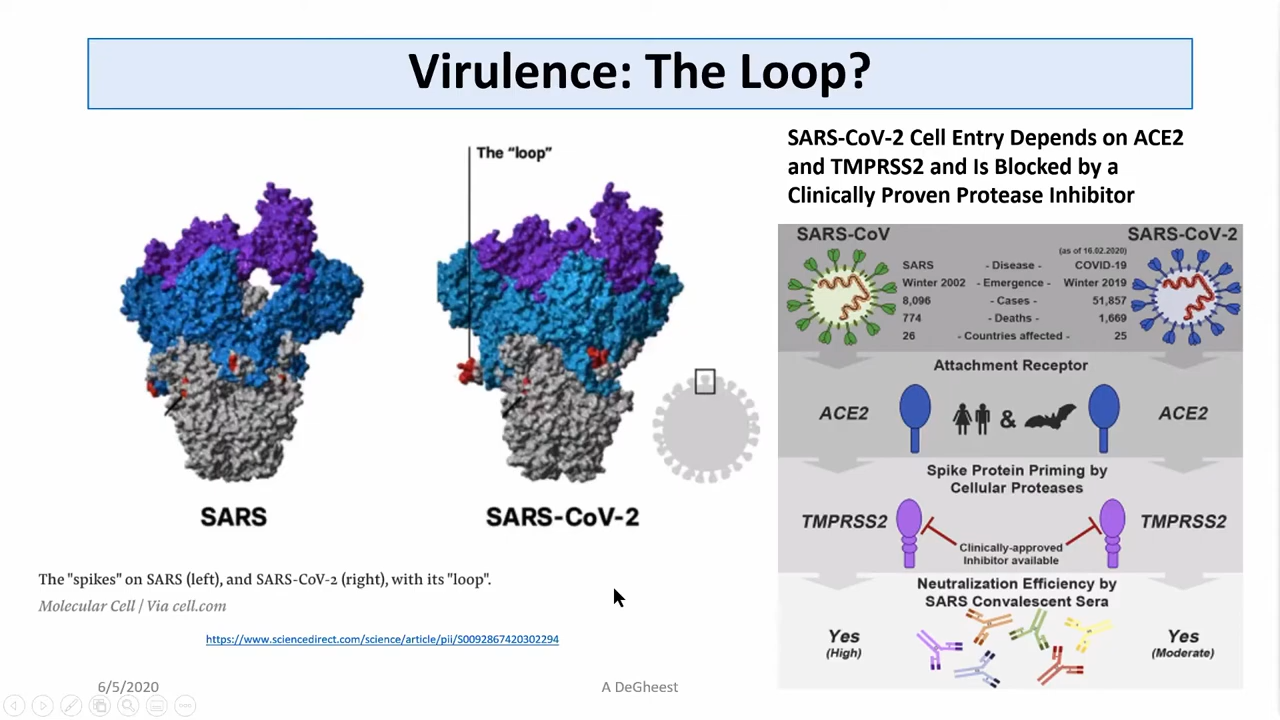 Virulence: The Loop?
The "loop"
SARS
SARS-CoV-2
The "spikes" on SARS (left), and SARS-CoV-2 (right), with its "loop".
Molecular Cell / Via cell.com
https://www.sciencedirect.com/science/article/pii/S0092867420302294
SARS-CoV-2 Cell Entry Depends on ACE2
and TMPRSS2 and Is Blocked by a
Clinically Proven Protease Inhibitor
SARS-CoV SARS-CoV-2
(as of 16.02.2020)
SARS - Disease - COVID-19
Winter 2002 - Emergence - Winter 2019
8,096 - Cases - 51,857
774 - Deaths - 1,669
26 - Countries affected - 25
Attachment Receptor
ACE2 & ACE2
Spike Protein Priming by
Cellular Proteases
TMPRSS2 TMPRSS2
Clinically-approved
Inhibitor available
Neutralization Efficiency by
SARS Convalescent Sera
Yes Yes
(High) (Moderate)
6/5/2020 A DeGheest